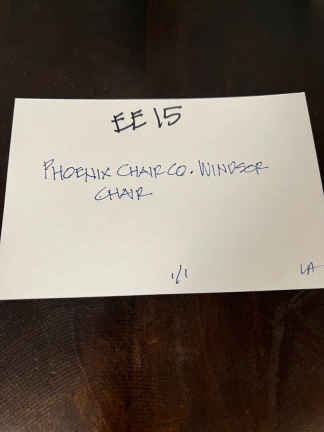 EE 15
PHOENIX CHAIR CO. WINDSOR
CHAIR
1/1
LA